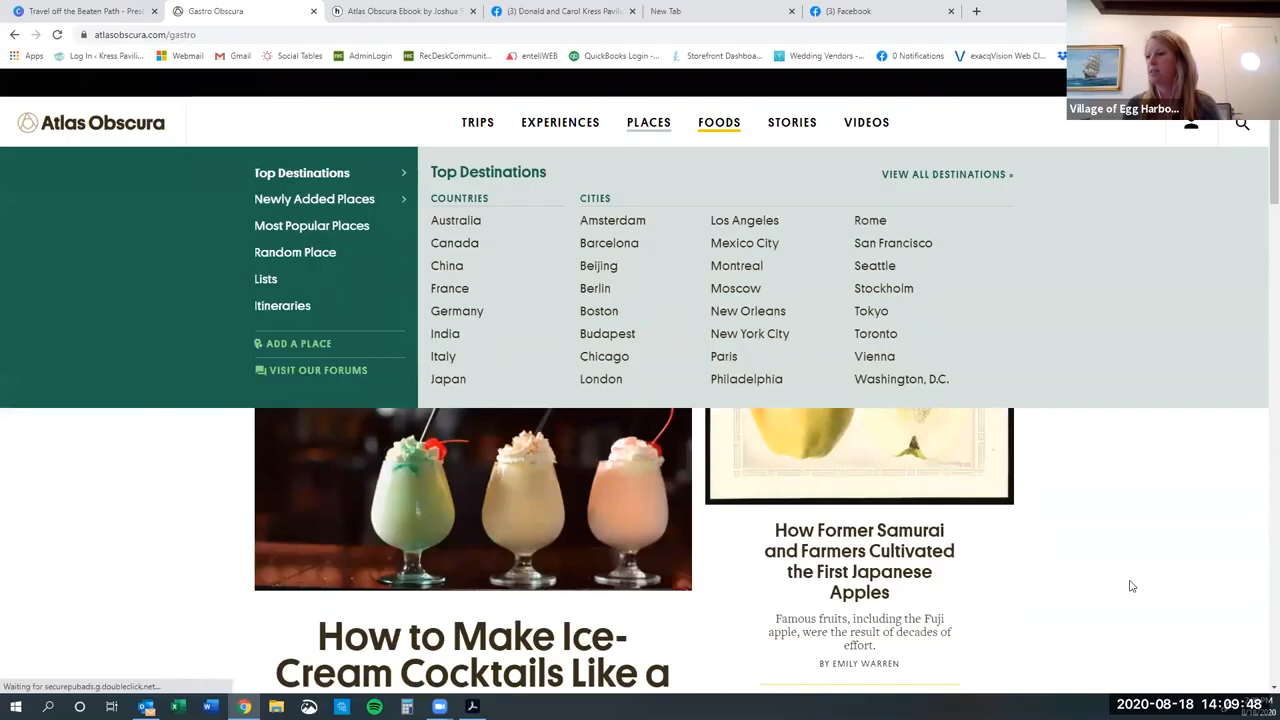 Travel off the Beaten Path - Pres
Gastro Obscura
Atlas Obscura Ebook by Joshua
(3) Donald and Carol Kress Pavili
New Tab
(3) Facebook
atlasobscura.com/gastro
Apps
Log In ‹ Kress Pavili...
Webmail
Gmail
Social Tables
AdminLogin
RecDeskCommunit...
enteliWEB
QuickBooks Login -...
Storefront Dashboa...
Wedding Vendors -...
0 Notifications
exacqVision Web Cl...
Village of Egg Harbo...
Atlas Obscura
TRIPS
EXPERIENCES
PLACES
FOODS
STORIES
VIDEOS
Top Destinations
Newly Added Places
Most Popular Places
Random Place
Lists
Itineraries
ADD A PLACE
VISIT OUR FORUMS
Top Destinations
VIEW ALL DESTINATIONS »
COUNTRIES
Australia
Canada
China
France
Germany
India
Italy
Japan
CITIES
Amsterdam
Barcelona
Beijing
Berlin
Boston
Budapest
Chicago
London
Los Angeles
Mexico City
Montreal
Moscow
New Orleans
New York City
Paris
Philadelphia
Rome
San Francisco
Seattle
Stockholm
Tokyo
Toronto
Vienna
Washington, D.C.
How to Make Ice-
Cream Cocktails Like a
How Former Samurai
and Farmers Cultivated
the First Japanese
Apples
Famous fruits, including the Fuji
apple, were the result of decades of
effort.
BY EMILY WARREN
Waiting for securepubads.g.doubleclick.net...
2020-08-18 14:09:48